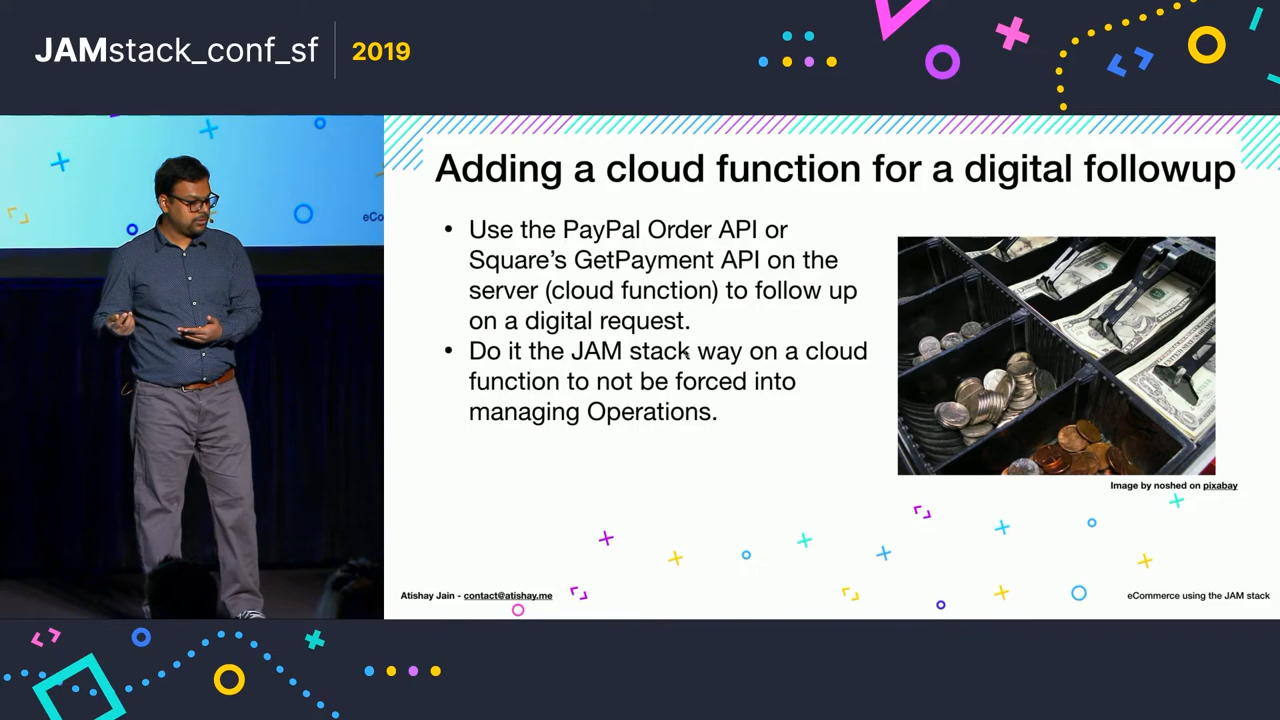 JAMstack_conf_sf 2019
Adding a cloud function for a digital followup
• Use the PayPal Order API or
Square's GetPayment API on the
server (cloud function) to follow up
on a digital request.
• Do it the JAM stack way on a cloud
function to not be forced into
managing Operations.
Image by noshed on pixabay
Atishay Jain - contact@atishay.me
eCommerce using the JAM stack
eCo